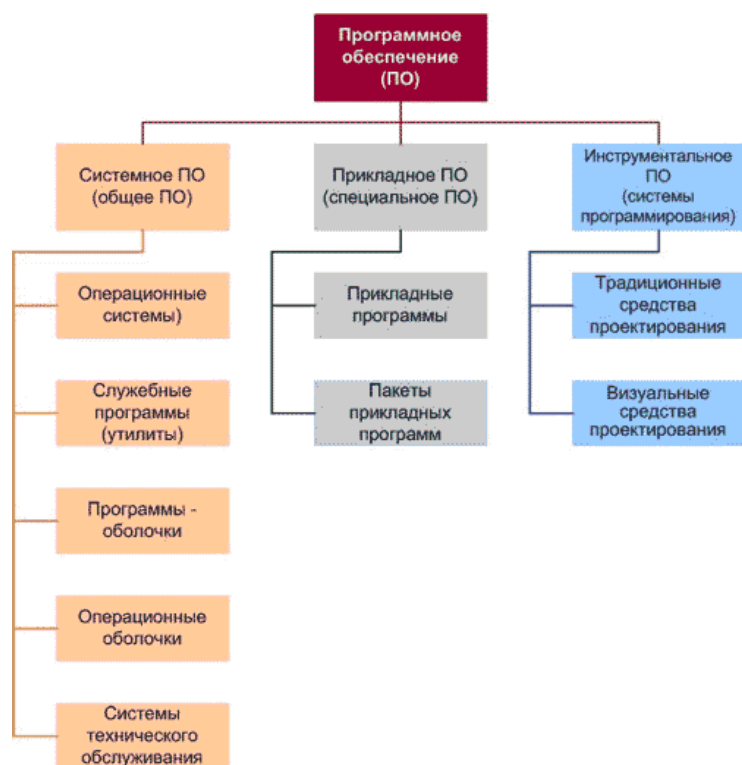 Программное
обеспечение
(ПО)
Системное ПО
(общее ПО)
Прикладное ПО
(специальное ПО)
Инструментальное
ПО
(системы
программирования)
Операционные
системы)
Прикладные
программы
Традиционные
средства
проектирования
Служебные
программы
(утилиты)
Пакеты
прикладных
программ
Визуальные
средства
проектирования
Программы -
оболочки
Операционные
оболочки
Системы
технического
обслуживания